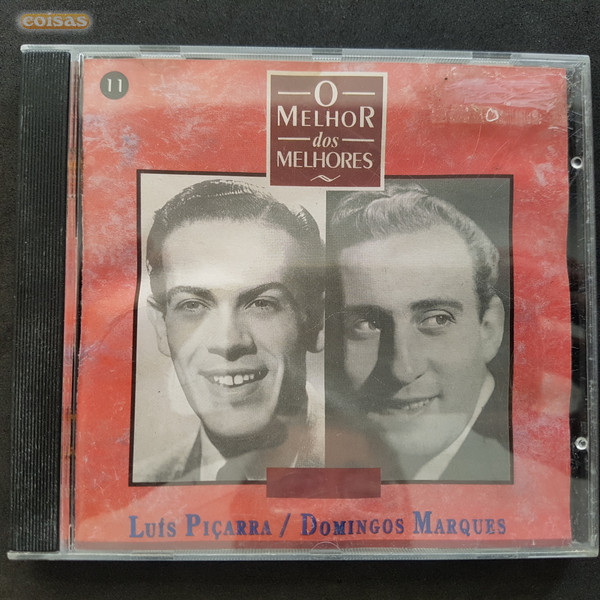 coisas
11
O
MELHOR
dos
MELHORES
LUÍS PIÇARRA / DOMINGOS MARQUES